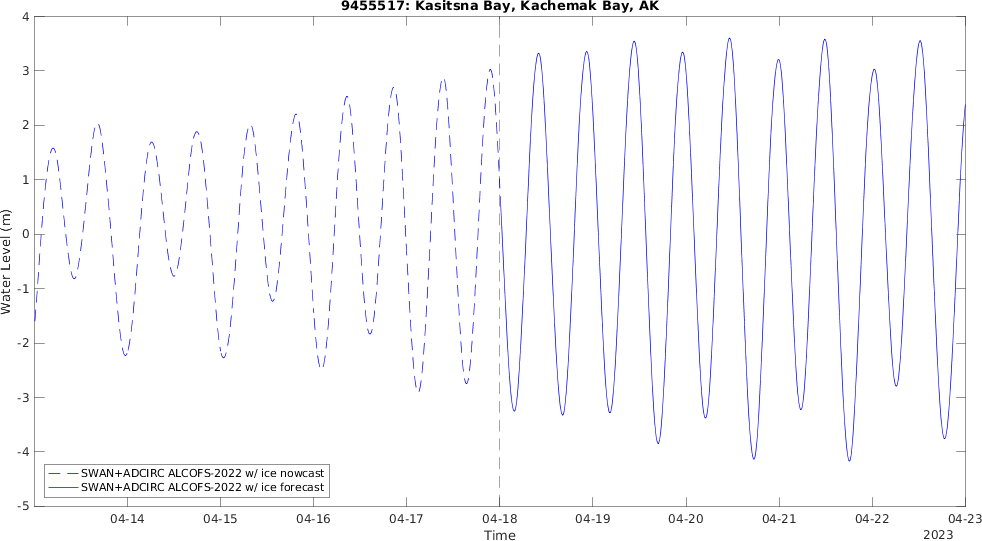 9455517: Kasitsna Bay, Kachemak Bay, AK
4
3
2
1
0
-1
-2
-3
-4
-5
Water Level (m)
SWAN+ADCIRC ALCOFS-2022 w/ ice nowcast
SWAN+ADCIRC ALCOFS-2022 w/ ice forecast
04-14 04-15 04-16 04-17 04-18 04-19 04-20 04-21 04-22 04-23
Time
2023